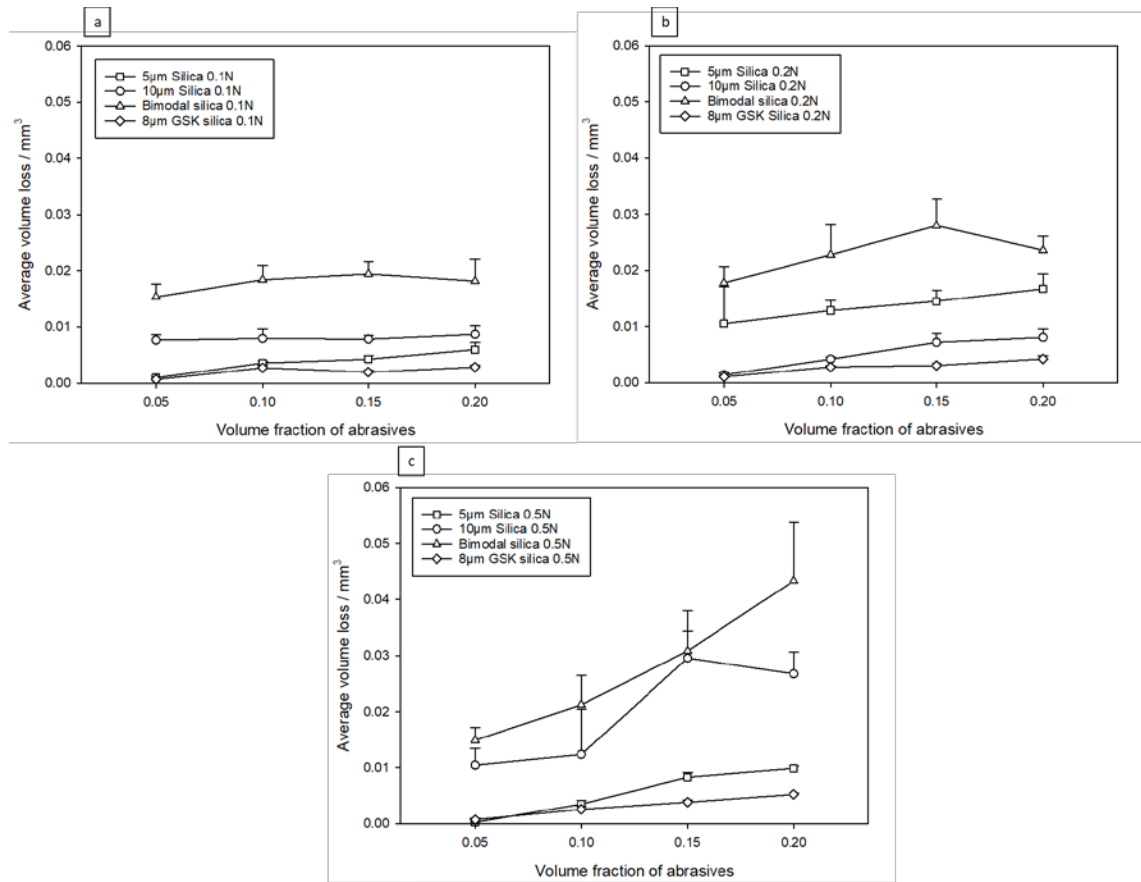 a
0.06
0.05
0.04
0.03
0.02
0.01
0.00
Average volume loss / mm³
5µm Silica 0.1N
10µm Silica 0.1N
Bimodal silica 0.1N
8µm GSK silica 0.1N
0.05 0.10 0.15 0.20
Volume fraction of abrasives
b
0.06
0.05
0.04
0.03
0.02
0.01
0.00
Average volume loss / mm³
5µm Silica 0.2N
10µm Silica 0.2N
Bimodal silica 0.2N
8µm GSK Silica 0.2N
0.05 0.10 0.15 0.20
Volume fraction of abrasives
c
0.06
0.05
0.04
0.03
0.02
0.01
0.00
Average volume loss / mm³
5µm Silica 0.5N
10µm Silica 0.5N
Bimodal silica 0.5N
8µm GSK silica 0.5N
0.05 0.10 0.15 0.20
Volume fraction of abrasives